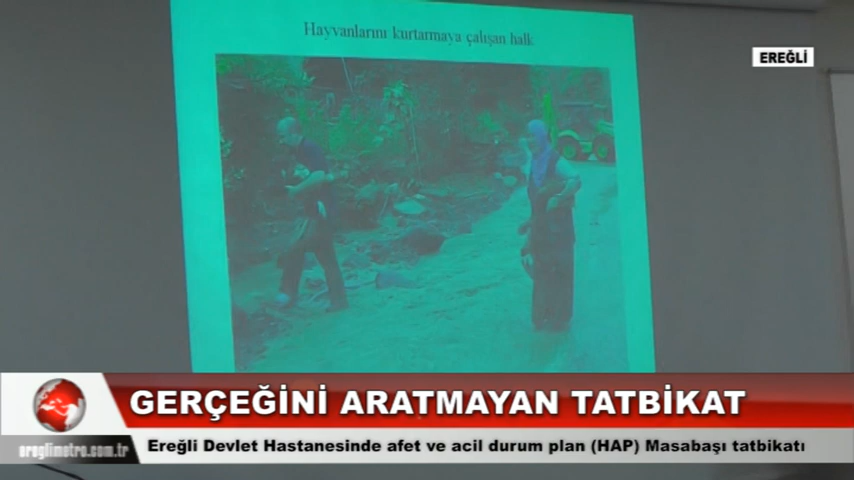 Hayvanlarını kurtarmaya çalışan halk
EREĞLİ
GERÇEĞİNİ ARATMAYAN TATBİKAT
ereglimetro.com.tr
Ereğli Devlet Hastanesinde afet ve acil durum plan (HAP) Masabaşı tatbikatı